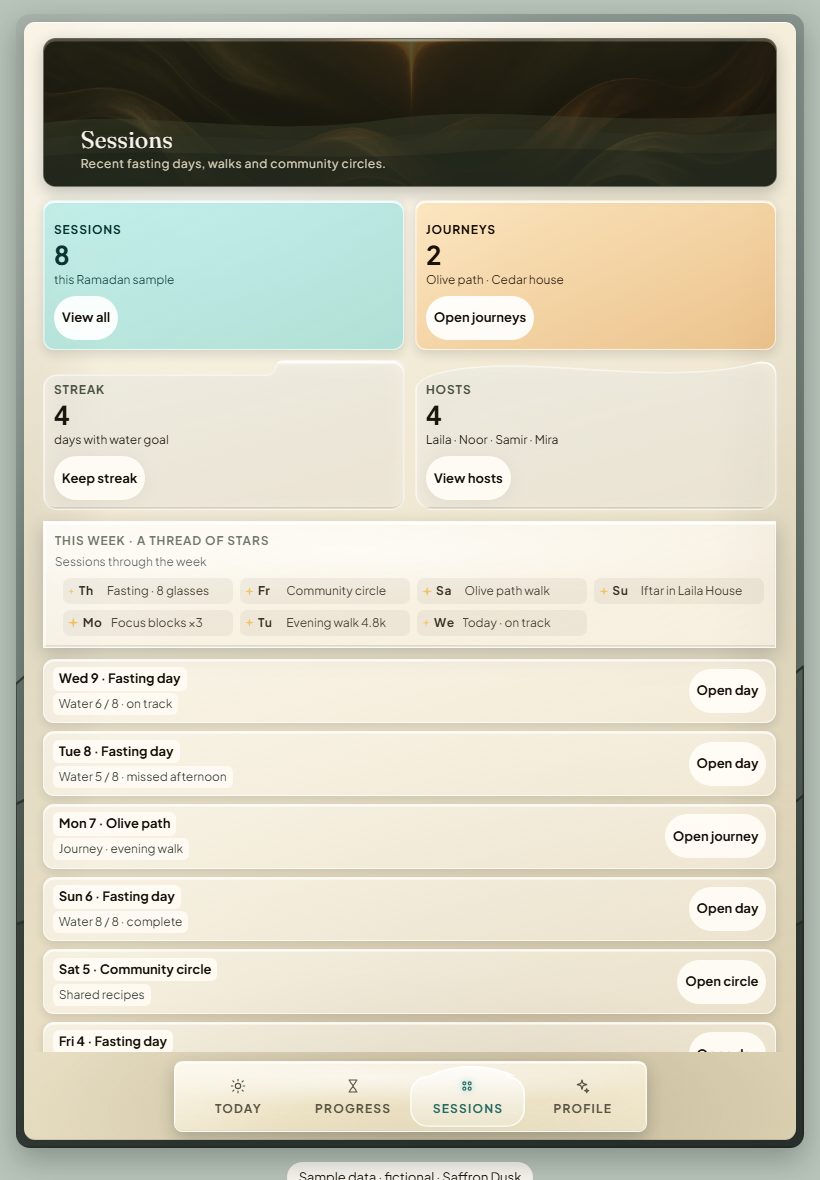 Sessions
Recent fasting days, walks and community circles.
SESSIONS
8
this Ramadan sample
View all
JOURNEYS
2
Olive path · Cedar house
Open journeys
STREAK
4
days with water goal
Keep streak
HOSTS
4
Laila · Noor · Samir · Mira
View hosts
THIS WEEK · A THREAD OF STARS
Sessions through the week
Th Fasting · 8 glasses
Fr Community circle
Sa Olive path walk
Su Iftar in Laila House
Mo Focus blocks ×3
Tu Evening walk 4.8k
We Today · on track
Wed 9 · Fasting day
Water 6 / 8 · on track
Open day
Tue 8 · Fasting day
Water 5 / 8 · missed afternoon
Open day
Mon 7 · Olive path
Journey · evening walk
Open journey
Sun 6 · Fasting day
Water 8 / 8 · complete
Open day
Sat 5 · Community circle
Shared recipes
Open circle
Fri 4 · Fasting day
TODAY
PROGRESS
SESSIONS
PROFILE
Sample data · fictional · Saffron Dusk